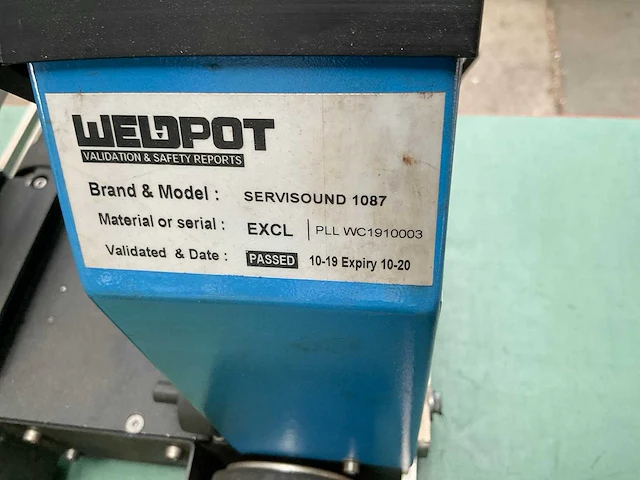 WELDPOT
VALIDATION & SAFETY REPORTS
Brand & Model : SERVISOUND 1087
Material or serial : EXCL | PLL WC1910003
Validated & Date : PASSED 10-19 Expiry 10-20